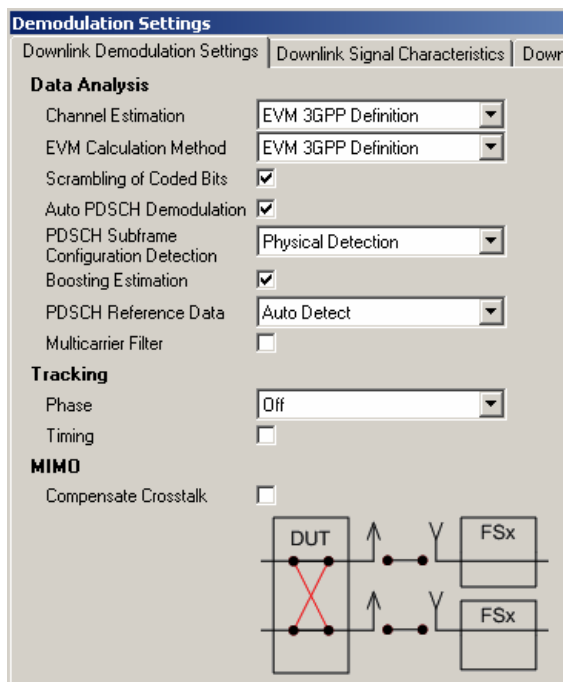 Demodulation Settings
Downlink Demodulation Settings Downlink Signal Characteristics Down
Data Analysis
Channel Estimation EVM 3GPP Definition
EVM Calculation Method EVM 3GPP Definition
Scrambling of Coded Bits
Auto PDSCH Demodulation
PDSCH Subframe
Configuration Detection Physical Detection
Boosting Estimation
PDSCH Reference Data Auto Detect
Multicarrier Filter
Tracking
Phase Off
Timing
MIMO
Compensate Crosstalk
DUT FSx
FSx